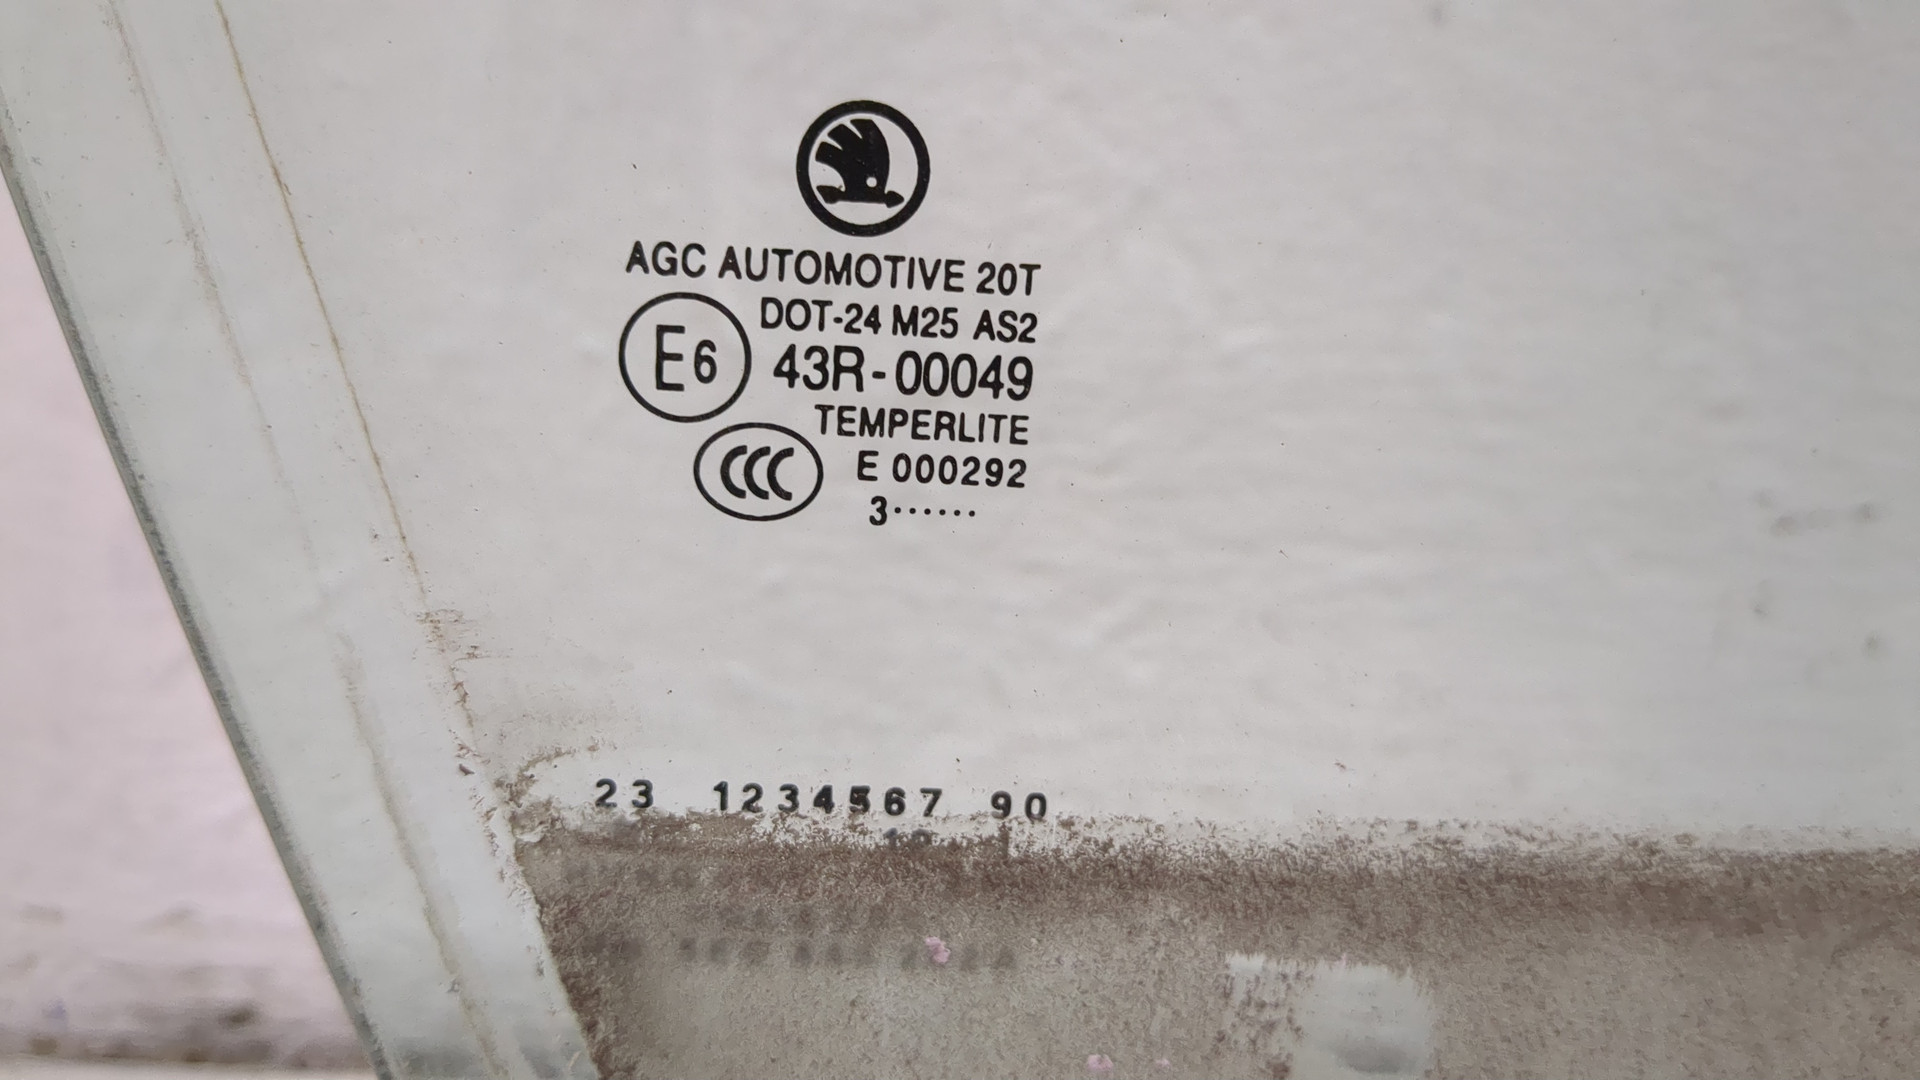 AGC AUTOMOTIVE 20T
DOT-24 M25 AS2
E6 43R-00049
TEMPERLITE
CCC E 000292
3······
23 1234567 90